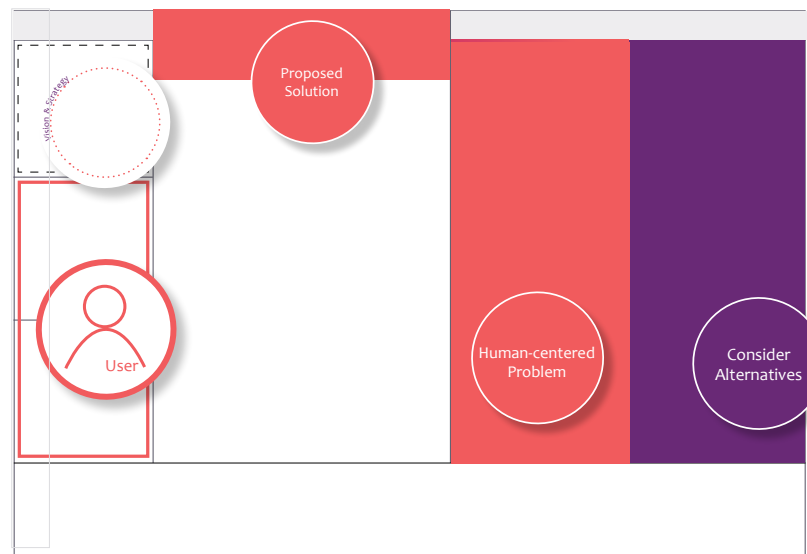 Vision & Strategy
Proposed
Solution
User
Human-centered
Problem
Consider
Alternatives